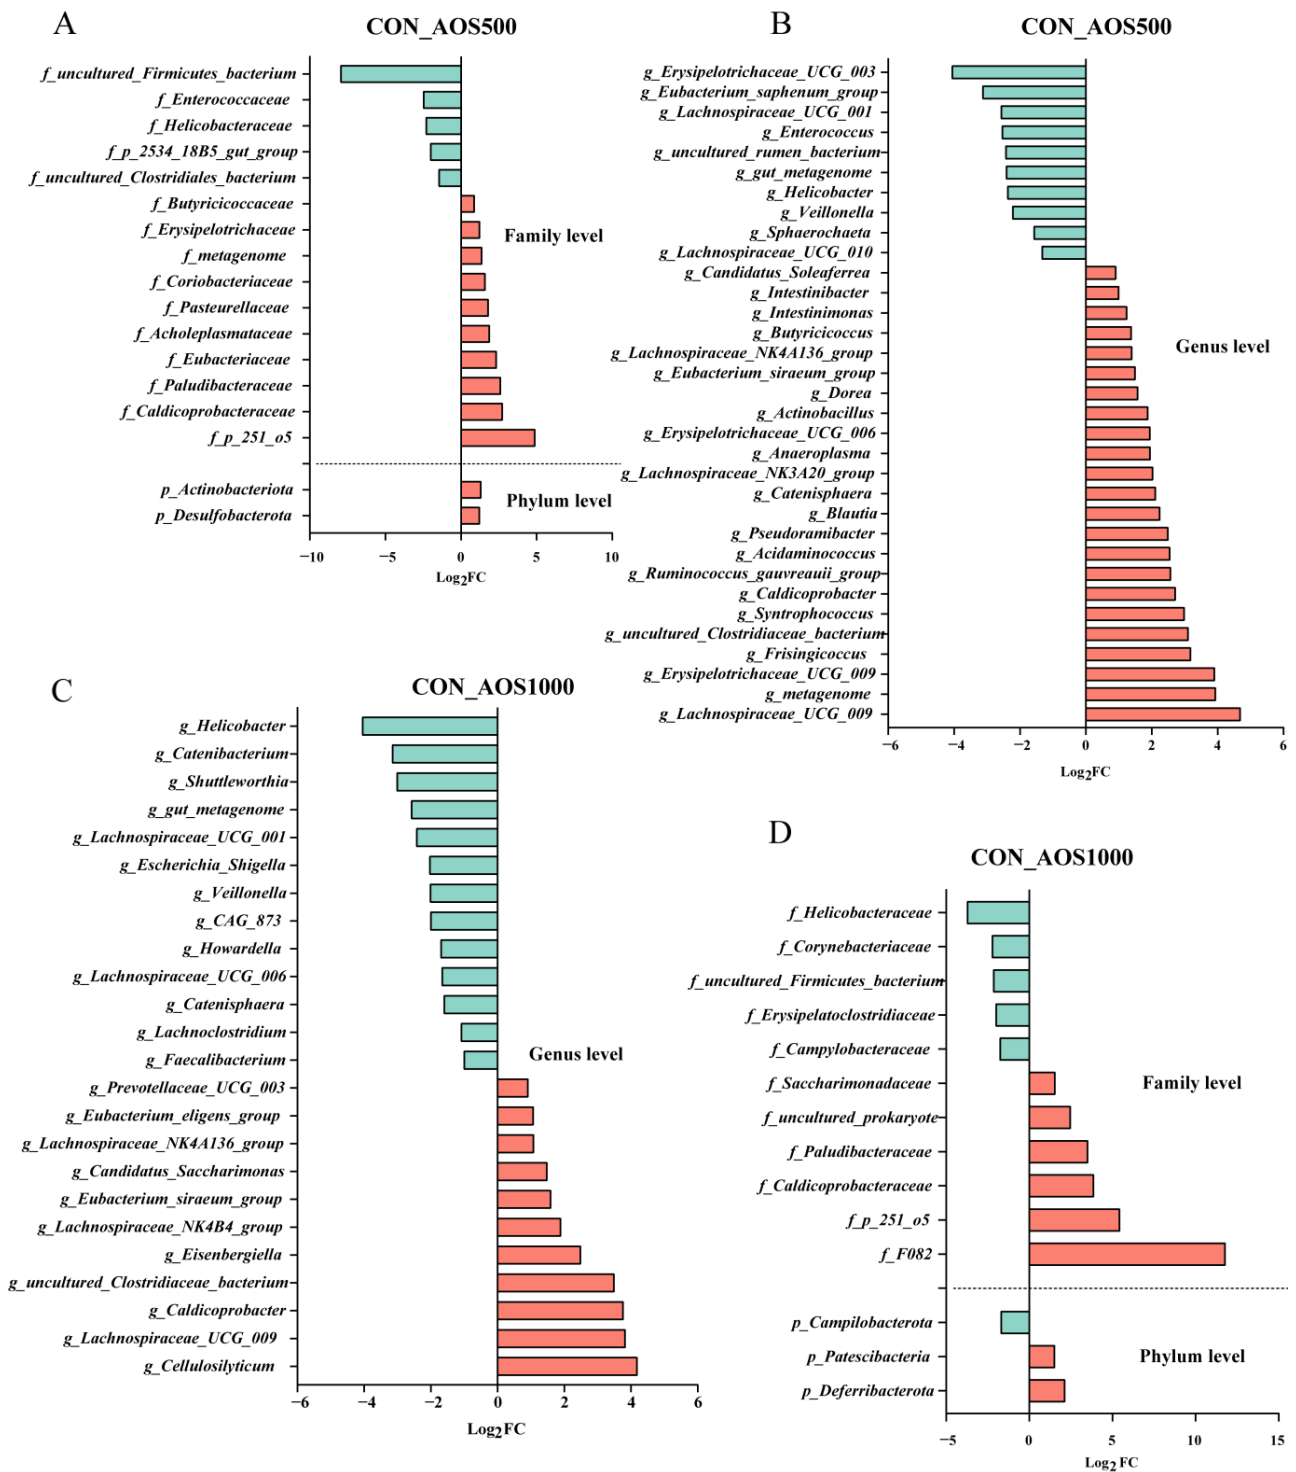 A
CON_AOS500
f_uncultured_Firmicutes_bacterium
f_Enterococcaceae
f_Helicobacteraceae
f_p_2534_18B5_gut_group
f_uncultured_Clostridiales_bacterium
f_Butyricicoccaceae
f_Erysipelotrichaceae
f_metagenome
f_Coriobacteriaceae
f_Pasteurellaceae
f_Acholeplasmataceae
f_Eubacteriaceae
f_Paludibacteraceae
f_Caldicoprobacteraceae
f_p_251_o5
Family level
p_Actinobacteriota
p_Desulfobacterota
Phylum level
−10 −5 0 5 10
Log2FC
B
CON_AOS500
g_Erysipelotrichaceae_UCG_003
g_Eubacterium_saphenum_group
g_Lachnospiraceae_UCG_001
g_Enterococcus
g_uncultured_rumen_bacterium
g_gut_metagenome
g_Helicobacter
g_Veillonella
g_Sphaerochaeta
g_Lachnospiraceae_UCG_010
g_Candidatus_Soleaferrea
g_Intestinibacter
g_Intestinimonas
g_Butyricicoccus
g_Lachnospiraceae_NK4A136_group
g_Eubacterium_siraeum_group
g_Dorea
g_Actinobacillus
g_Erysipelotrichaceae_UCG_006
g_Anaeroplasma
g_Lachnospiraceae_NK3A20_group
g_Catenisphaera
g_Blautia
g_Pseudoramibacter
g_Acidaminococcus
g_Ruminococcus_gauvreauii_group
g_Caldicoprobacter
g_Syntrophococcus
g_uncultured_Clostridiaceae_bacterium
g_Frisingicoccus
g_Erysipelotrichaceae_UCG_009
g_metagenome
g_Lachnospiraceae_UCG_009
Genus level
−6 −4 −2 0 2 4 6
Log2FC
C
CON_AOS1000
g_Helicobacter
g_Catenibacterium
g_Shuttleworthia
g_gut_metagenome
g_Lachnospiraceae_UCG_001
g_Escherichia_Shigella
g_Veillonella
g_CAG_873
g_Howardella
g_Lachnospiraceae_UCG_006
g_Catenisphaera
g_Lachnoclostridium
g_Faecalibacterium
g_Prevotellaceae_UCG_003
g_Eubacterium_eligens_group
g_Lachnospiraceae_NK4A136_group
g_Candidatus_Saccharimonas
g_Eubacterium_siraeum_group
g_Lachnospiraceae_NK4B4_group
g_Eisenbergiella
g_uncultured_Clostridiaceae_bacterium
g_Caldicoprobacter
g_Lachnospiraceae_UCG_009
g_Cellulosilyticum
Genus level
−6 −4 −2 0 2 4 6
Log2FC
D
CON_AOS1000
f_Helicobacteraceae
f_Corynebacteriaceae
f_uncultured_Firmicutes_bacterium
f_Erysipelatoclostridiaceae
f_Campylobacteraceae
f_Saccharimonadaceae
f_uncultured_prokaryote
f_Paludibacteraceae
f_Caldicoprobacteraceae
f_p_251_o5
f_F082
Family level
p_Campilobacterota
p_Patescibacteria
p_Deferribacterota
Phylum level
−5 0 5 10 15
Log2FC